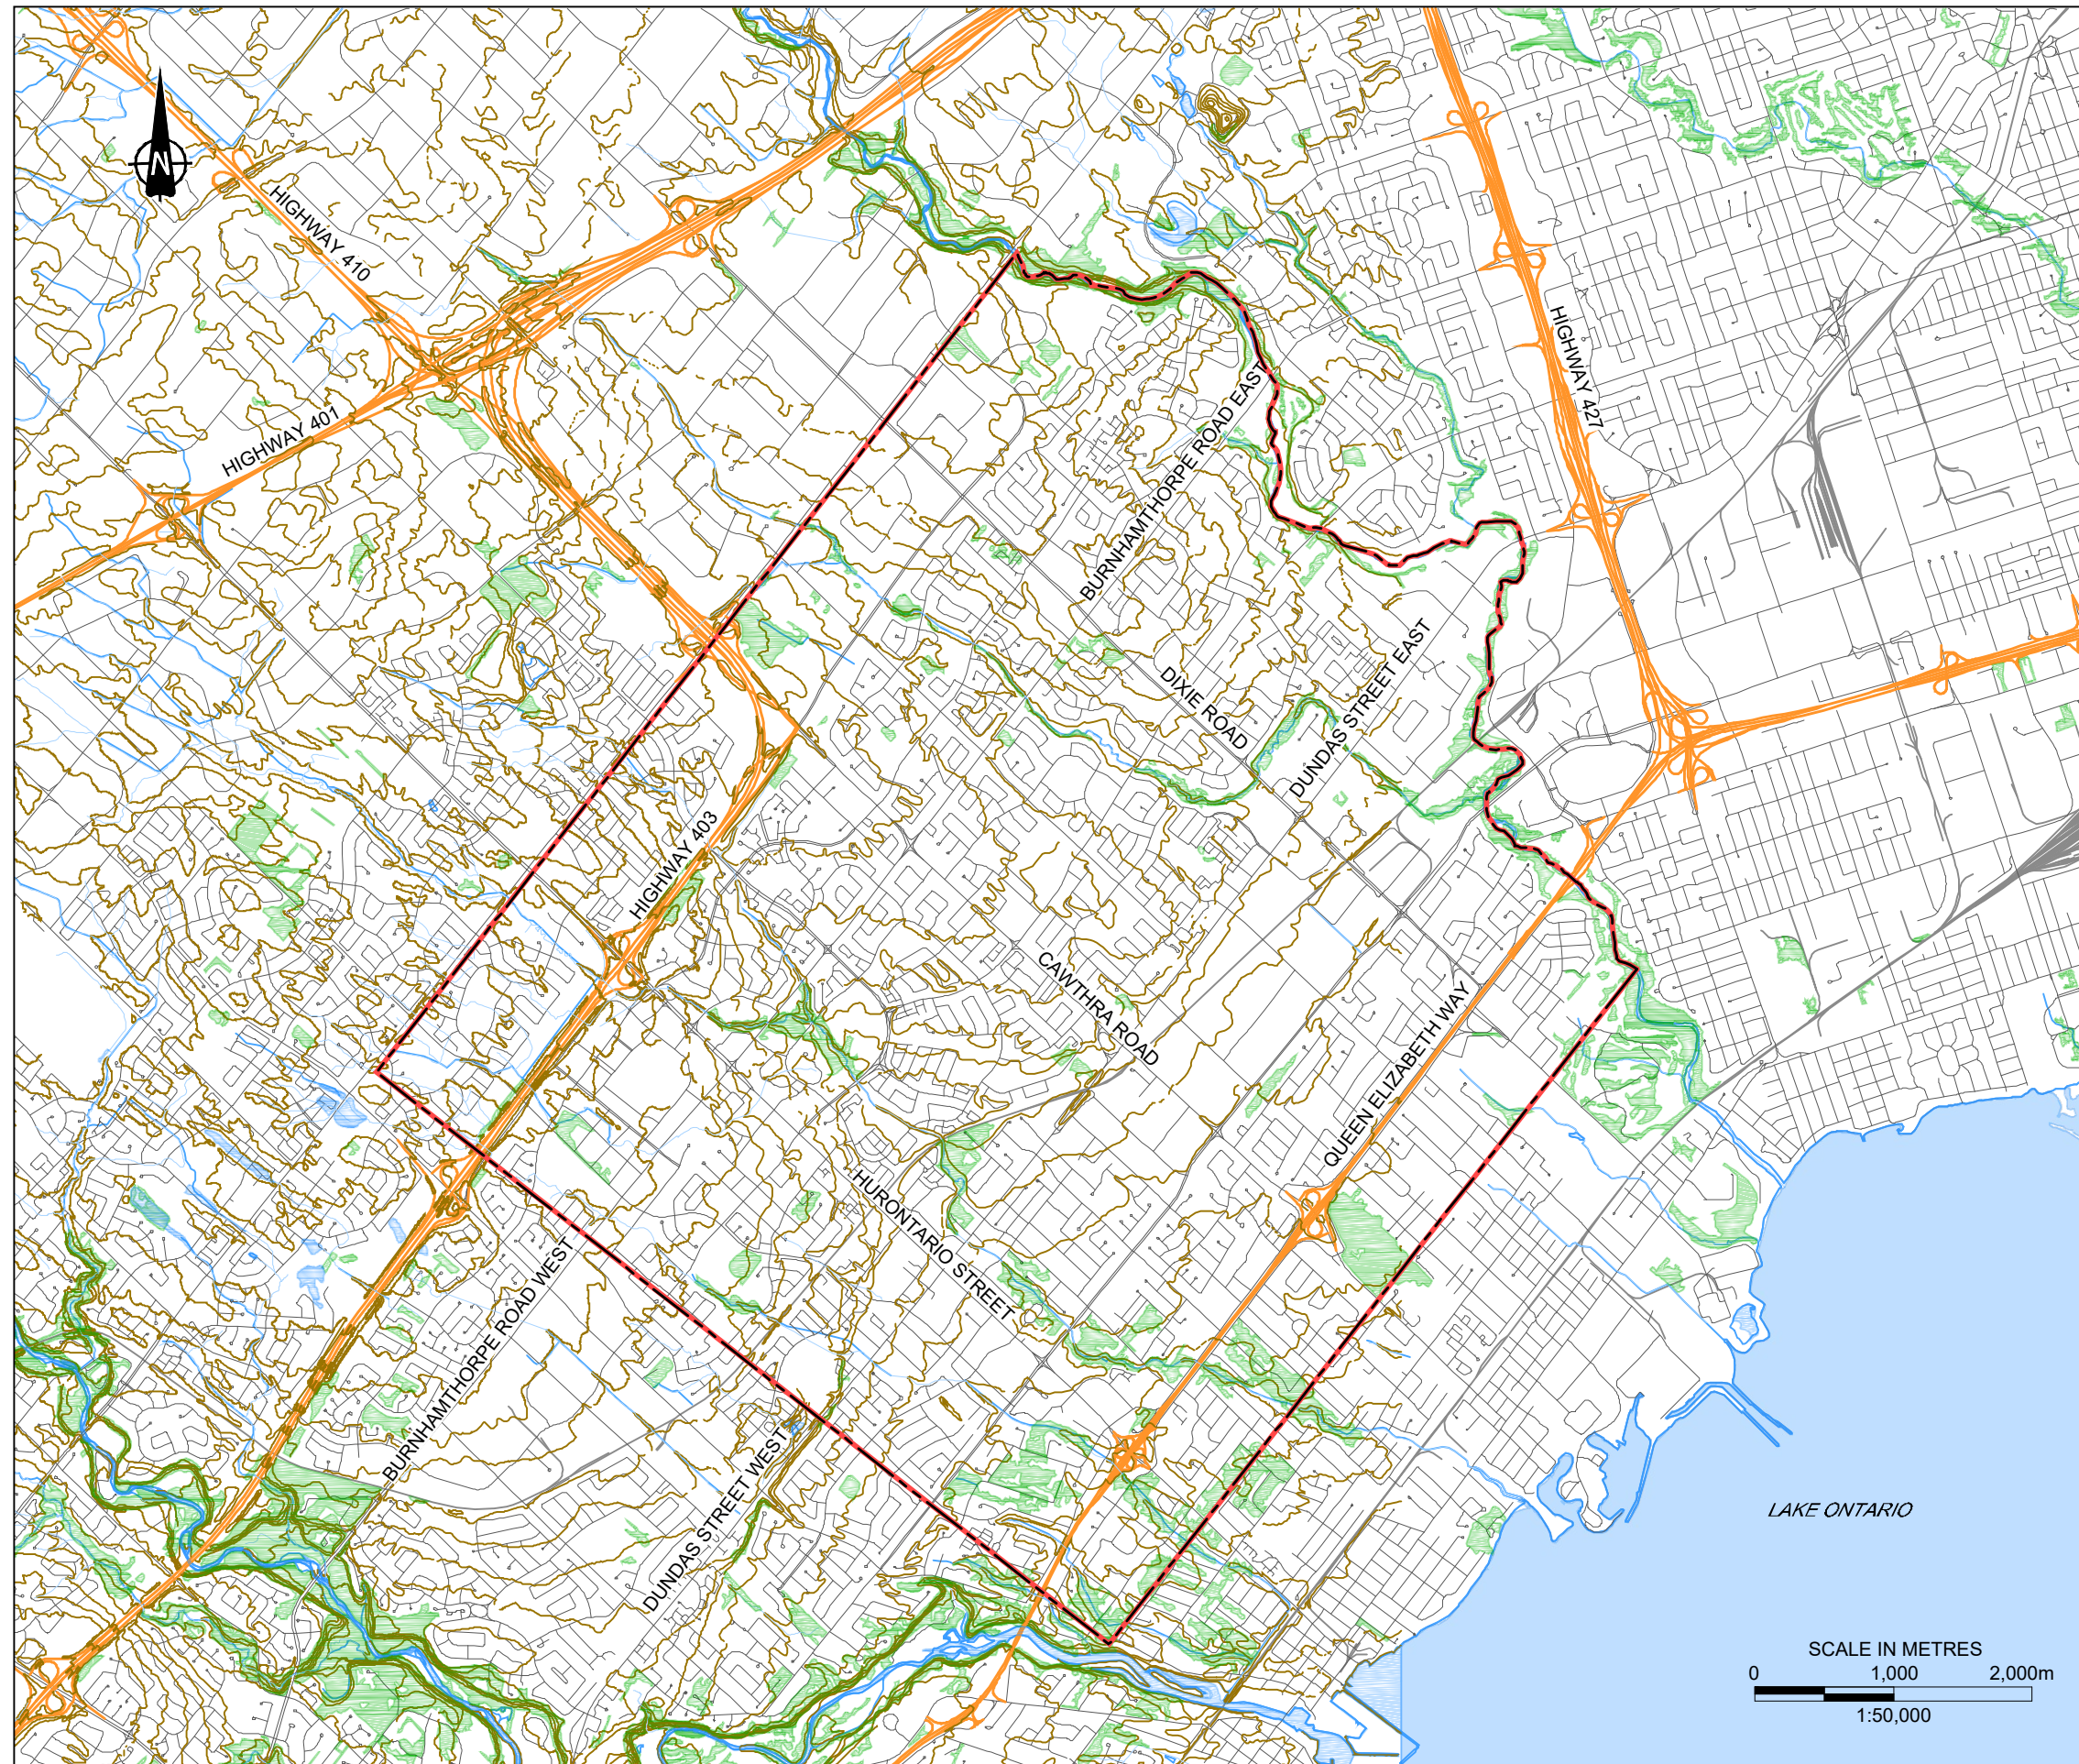 N
HIGHWAY 410
HIGHWAY 401
HIGHWAY 427
BURNHAMTHORPE ROAD EAST
DIXIE ROAD
DUNDAS STREET EAST
HIGHWAY 403
CAWTHRA ROAD
QUEEN ELIZABETH WAY
HURONTARIO STREET
BURNHAMTHORPE ROAD WEST
DUNDAS STREET WEST
LAKE ONTARIO
SCALE IN METRES
0 1,000 2,000m
1:50,000